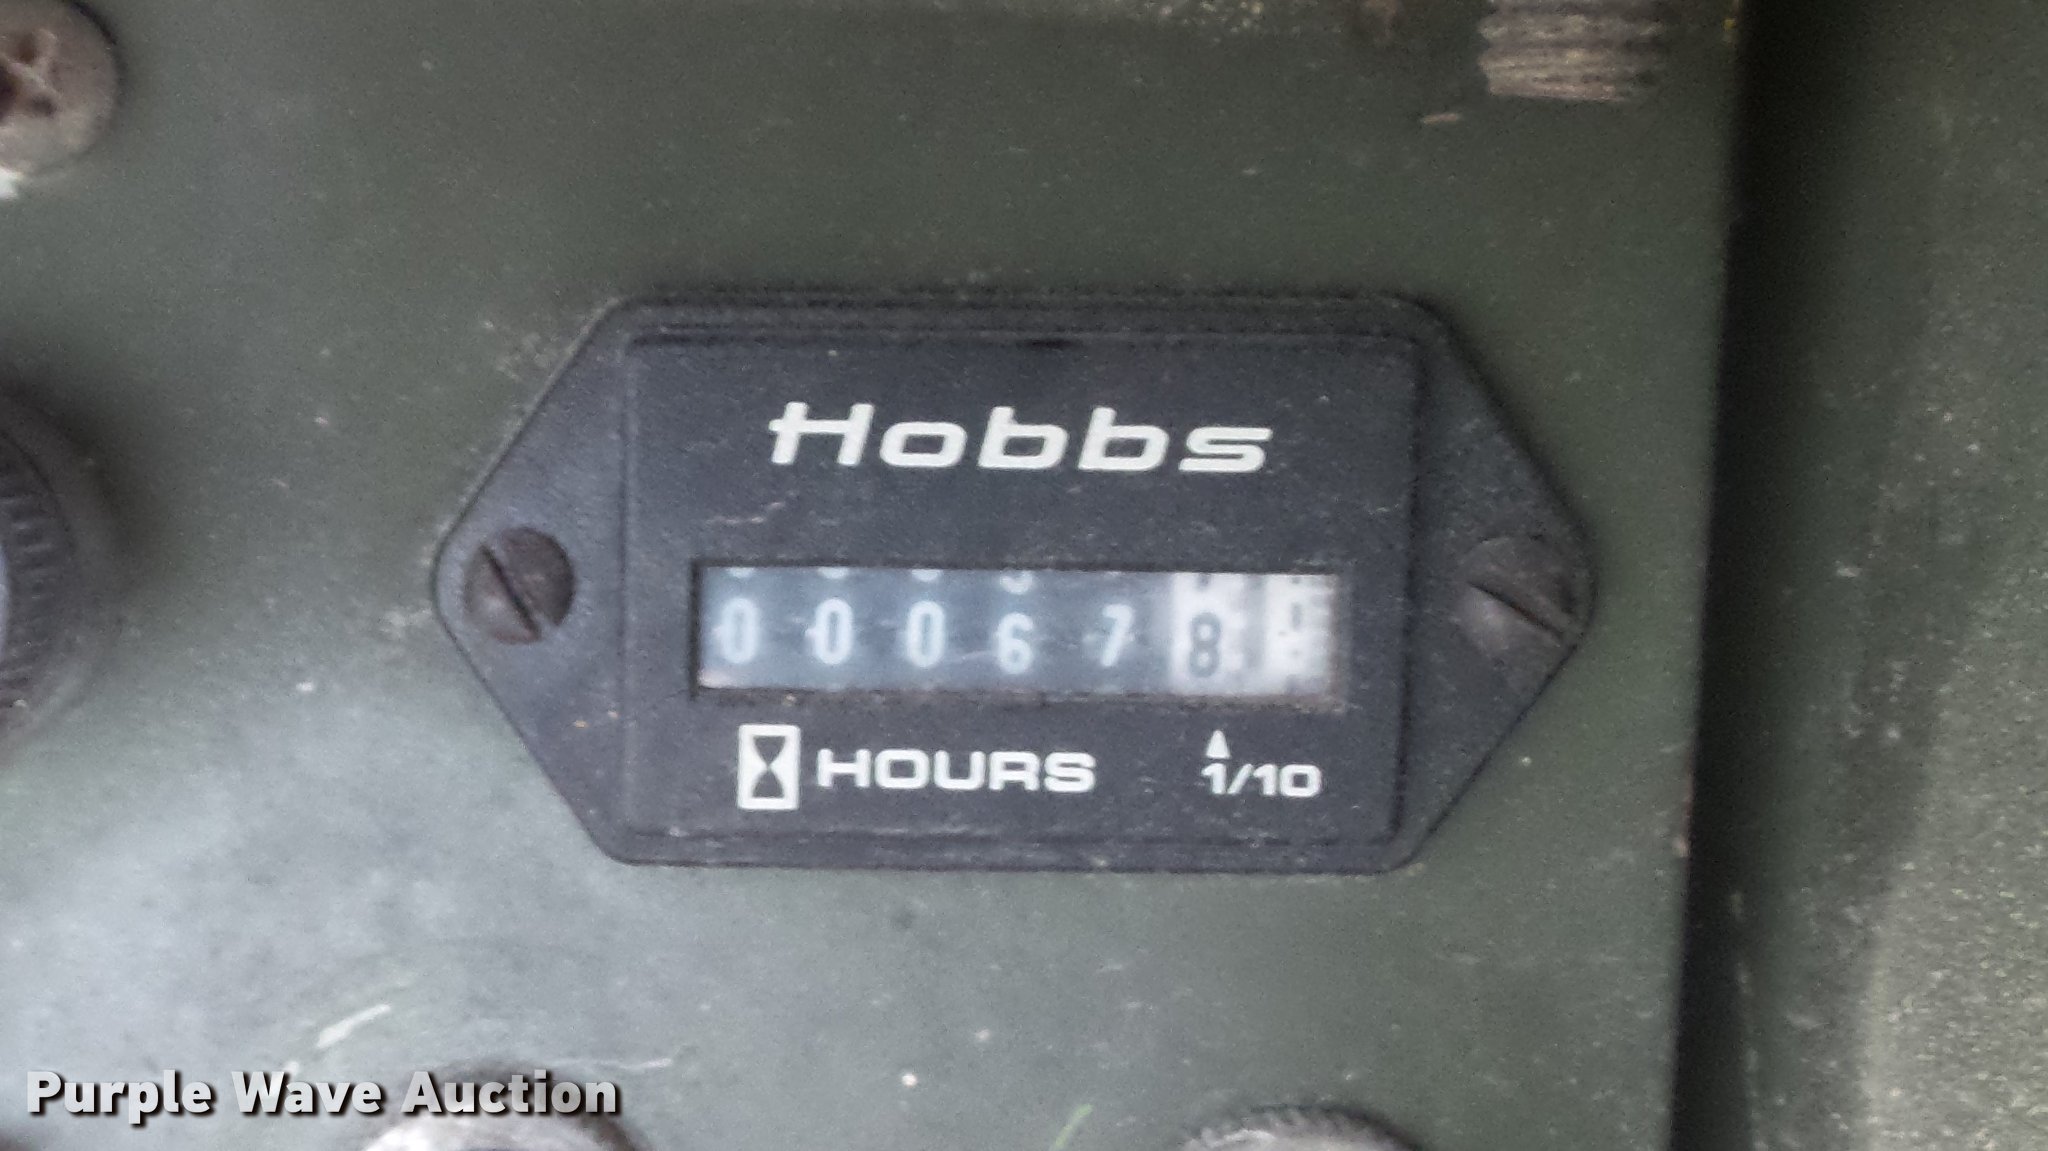 Hobbs
0 0 0 6 7 8
HOURS 1/10
Purple Wave Auction